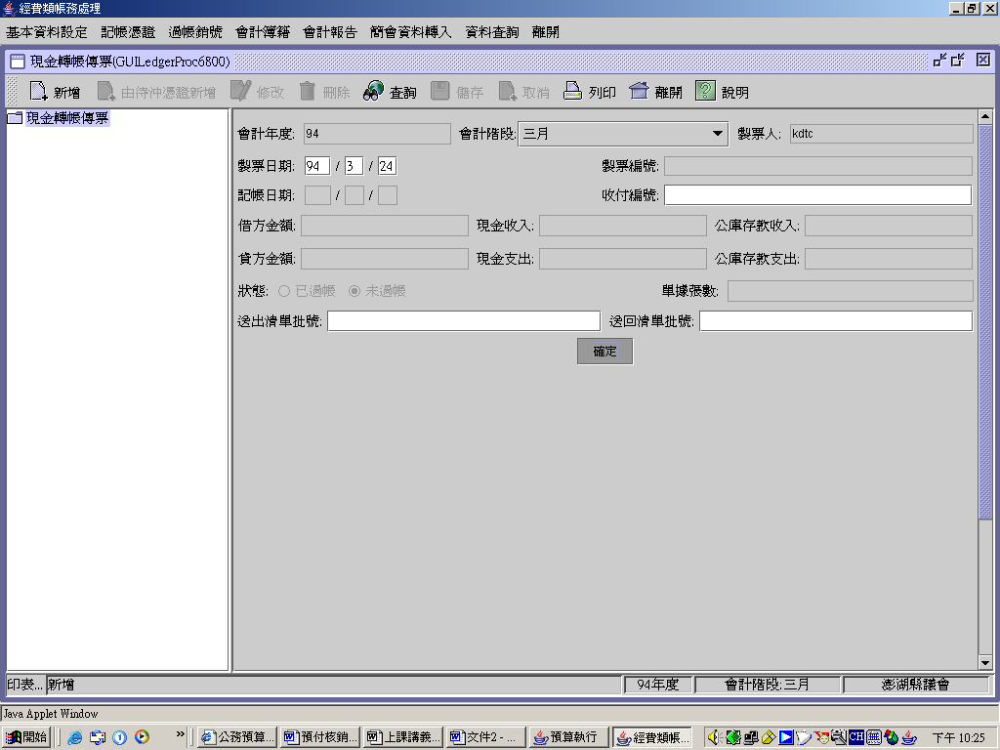 經費類帳務處理
基本資料設定 記帳憑證 過帳銷號 會計簿籍 會計報告 簡會資料轉入 資料查詢 離開
現金轉帳傳票(GUILedgerProc6800)
新增 由待沖憑證新增 修改 刪除 查詢 儲存 取消 列印 離開 說明
現金轉帳傳票
會計年度: 94 會計階段: 三月 製票人: kdtc
製票日期: 94 / 3 / 24 製票編號:
記帳日期: / / 收付編號:
借方金額: 現金收入: 公庫存款收入:
貸方金額: 現金支出: 公庫存款支出:
狀態: 已過帳 未過帳 單據張數:
送出清單批號: 送回清單批號:
確定
印表... 新增 94年度 會計階段:三月 澎湖縣議會
Java Applet Window
開始 » 公務預算... 預付核銷... 上課講義... 文件2 - ... 預算執行 經費類帳... CH 下午 10:25